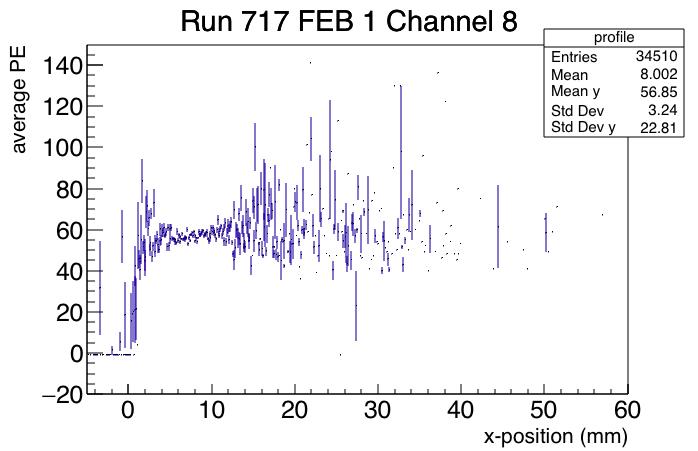 Run 717 FEB 1 Channel 8
profile
Entries 34510
Mean 8.002
Mean y 56.85
Std Dev 3.24
Std Dev y 22.81
average PE
140
120
100
80
60
40
20
0
−20
0 10 20 30 40 50 60
x-position (mm)